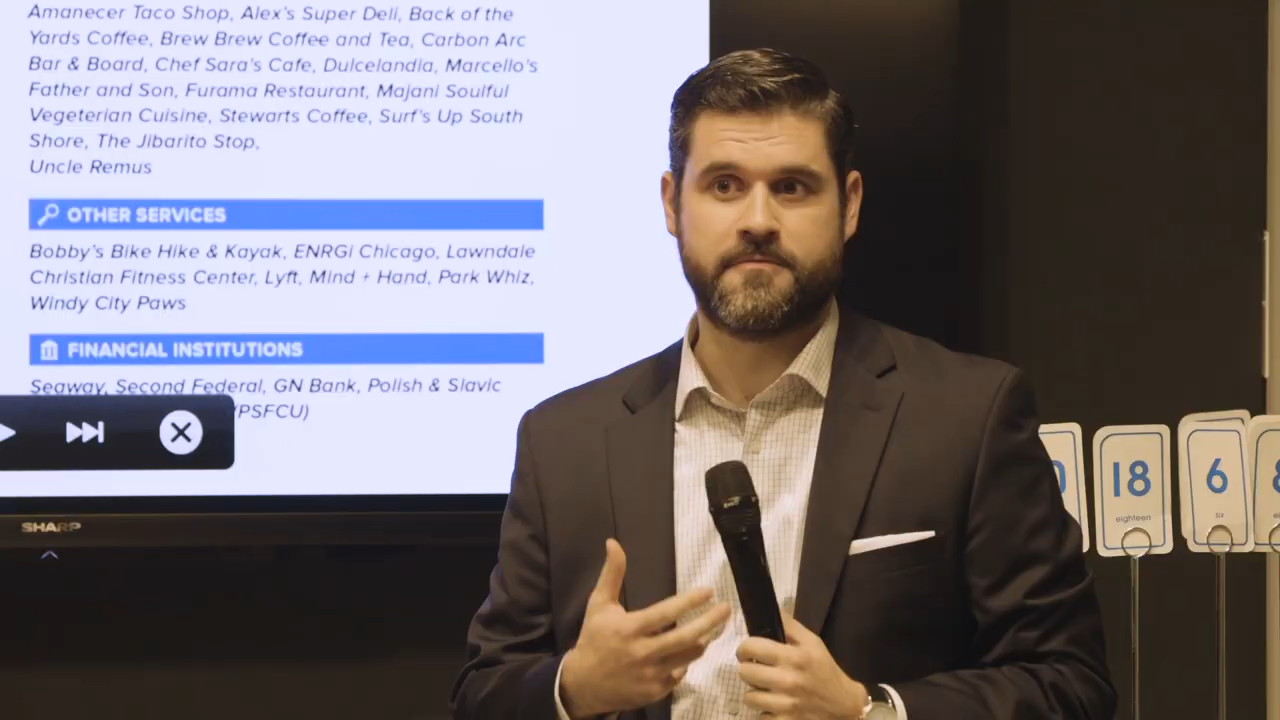 Amanecer Taco Shop, Alex's Super Deli, Back of the
Yards Coffee, Brew Brew Coffee and Tea, Carbon Arc
Bar & Board, Chef Sara's Cafe, Dulcelandia, Marcello's
Father and Son, Furama Restaurant, Majani Soulful
Vegeterian Cuisine, Stewarts Coffee, Surf's Up South
Shore, The Jibarito Stop,
Uncle Remus
OTHER SERVICES
Bobby's Bike Hike & Kayak, ENRGi Chicago, Lawndale
Christian Fitness Center, Lyft, Mind + Hand, Park Whiz,
Windy City Paws
FINANCIAL INSTITUTIONS
Seaway, Second Federal, GN Bank, Polish & Slavic
(PSFCU)
SHARP
18
eighteen
6
six